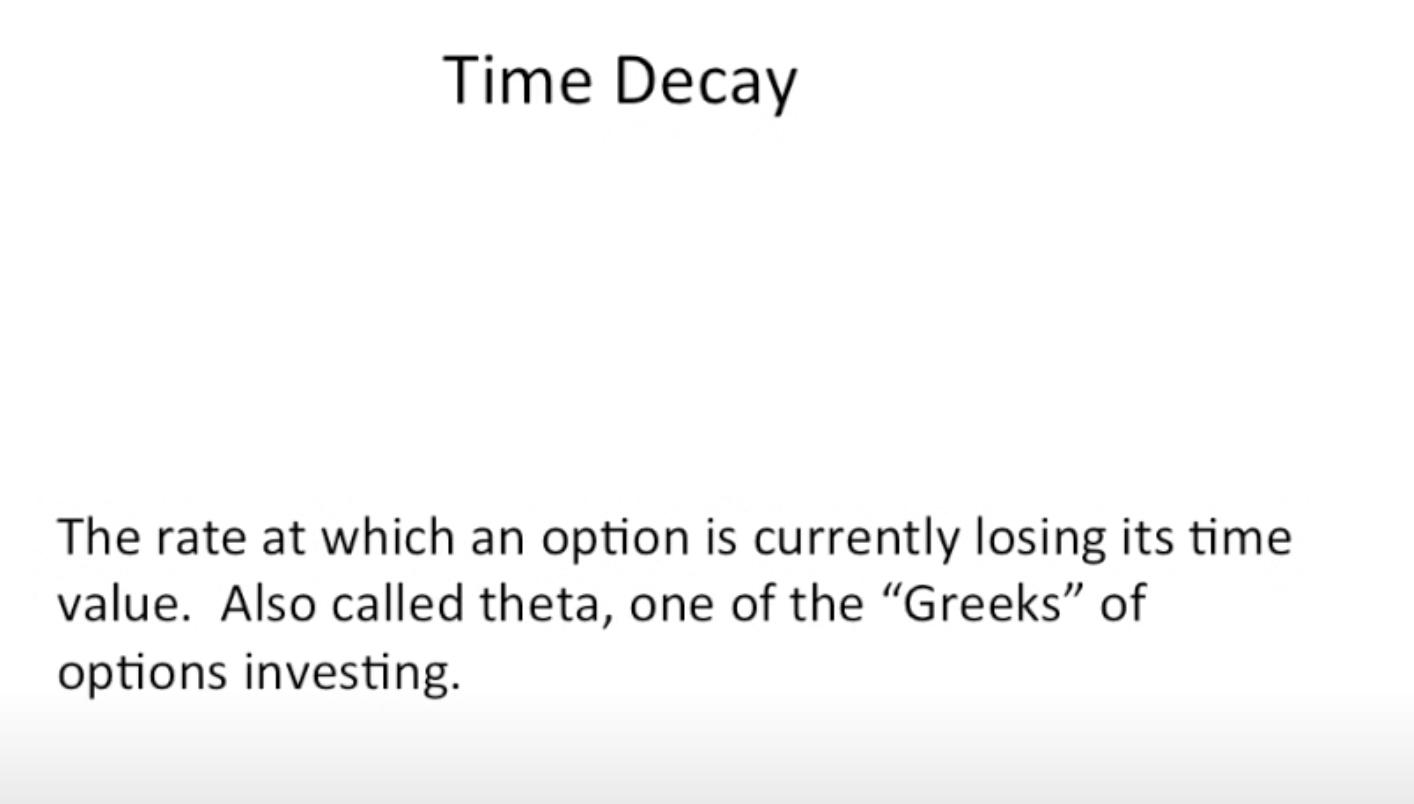 Time Decay
The rate at which an option is currently losing its time
value.  Also called theta, one of the “Greeks” of
options investing.